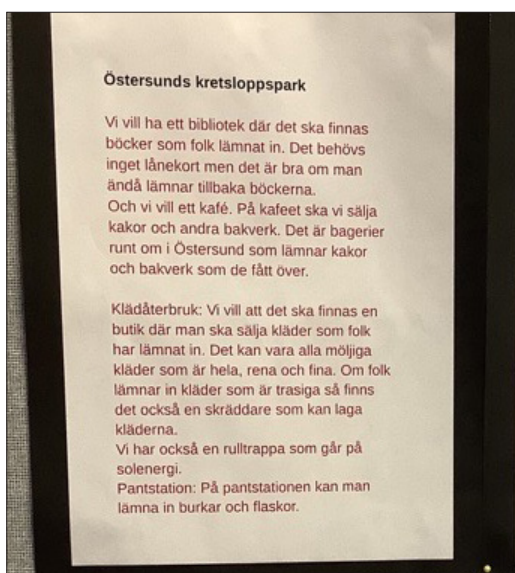 Östersunds kretsloppspark
Vi vill ha ett bibliotek där det ska finnas
böcker som folk lämnat in. Det behövs
inget lånekort men det är bra om man
ändå lämnar tillbaka böckerna.
Och vi vill ett kafé. På kafeet ska vi sälja
kakor och andra bakverk. Det är bagerier
runt om i Östersund som lämnar kakor
och bakverk som de fått över.
Klädåterbruk: Vi vill att det ska finnas en
butik där man ska sälja kläder som folk
har lämnat in. Det kan vara alla möljiga
kläder som är hela, rena och fina. Om folk
lämnar in kläder som är trasiga så finns
det också en skräddare som kan laga
kläderna.
Vi har också en rulltrappa som går på
solenergi.
Pantstation: På pantstationen kan man
lämna in burkar och flaskor.